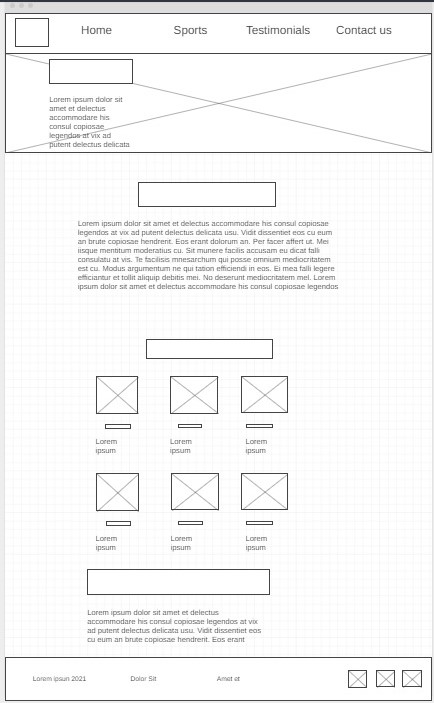 Home Sports Testimonials Contact us
Lorem ipsum dolor sit
amet et delectus
accommodare his
consul copiosae
legendos at vix ad
putent delectus delicata
Lorem ipsum dolor sit amet et delectus accommodare his consul copiosae
legendos at vix ad putent delectus delicata usu. Vidit dissentiet eos cu eum
an brute copiosae hendrerit. Eos erant dolorum an. Per facer affert ut. Mei
iisque mentitum moderatius cu. Sit munere facilis accusam eu dicat falli
consulatu at vis. Te facilisis mnesarchum qui posse omnium mediocritatem
est cu. Modus argumentum ne qui tation efficiendi in eos. Ei mea falli legere
efficiantur et tollit aliquip debitis mei. No deserunt mediocritatem mel. Lorem
ipsum dolor sit amet et delectus accommodare his consul copiosae legendos
Lorem
ipsum
Lorem
ipsum
Lorem
ipsum
Lorem
ipsum
Lorem
ipsum
Lorem
ipsum
Lorem ipsum dolor sit amet et delectus
accommodare his consul copiosae legendos at vix
ad putent delectus delicata usu. Vidit dissentiet eos
cu eum an brute copiosae hendrerit. Eos erant
Lorem ipsun 2021 Dolor Sit Amet et